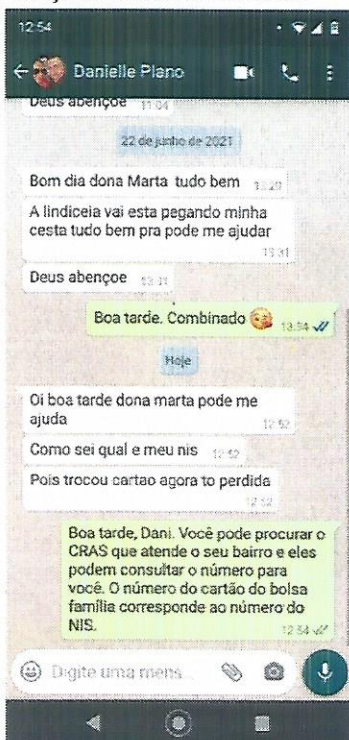 12:54
Danielle Plano
Deus abençoe 11:04
22 de junho de 2021
Bom dia dona Marta tudo bem
A lindiceia vai esta pegando minha
cesta tudo bem pra pode me ajudar
13:31
Deus abençoe 13:31
Boa tarde. Combinado 😘 13:54
Hoje
Oi boa tarde dona marta pode me
ajuda
12:52
Como sei qual e meu nis 12:52
Pois trocou cartao agora to perdida
12:52
Boa tarde, Dani. Você pode procurar o
CRAS que atende o seu bairro e eles
podem consultar o número para
você. O número do cartão do bolsa
família corresponde ao número do
NIS.
12:54
Digite uma mens...